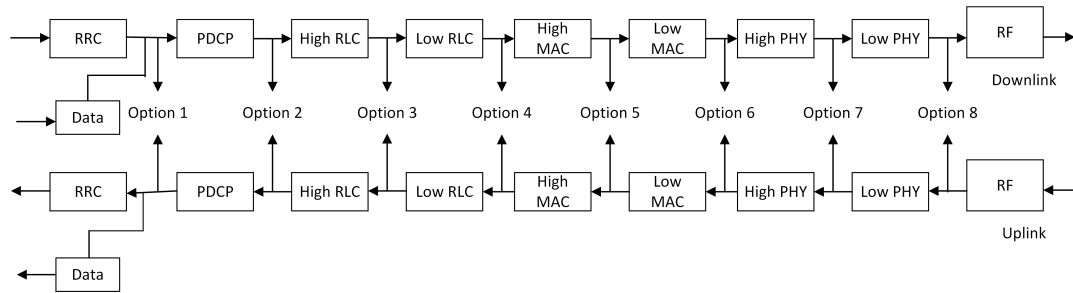 RRC
PDCP
High RLC
Low RLC
High
MAC
Low
MAC
High PHY
Low PHY
RF
Downlink
Data
Option 1
Option 2
Option 3
Option 4
Option 5
Option 6
Option 7
Option 8
RRC
PDCP
High RLC
Low RLC
High
MAC
Low
MAC
High PHY
Low PHY
RF
Uplink
Data